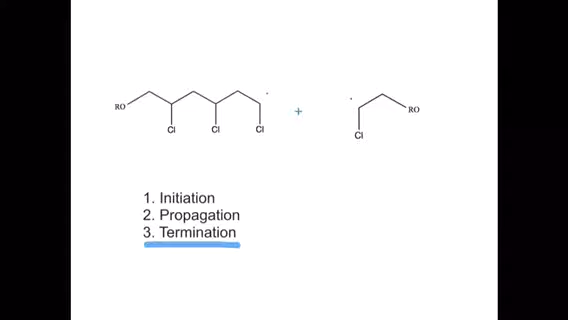 RO
Cl
Cl
Cl
+
Cl
RO
1. Initiation
2. Propagation
3. Termination